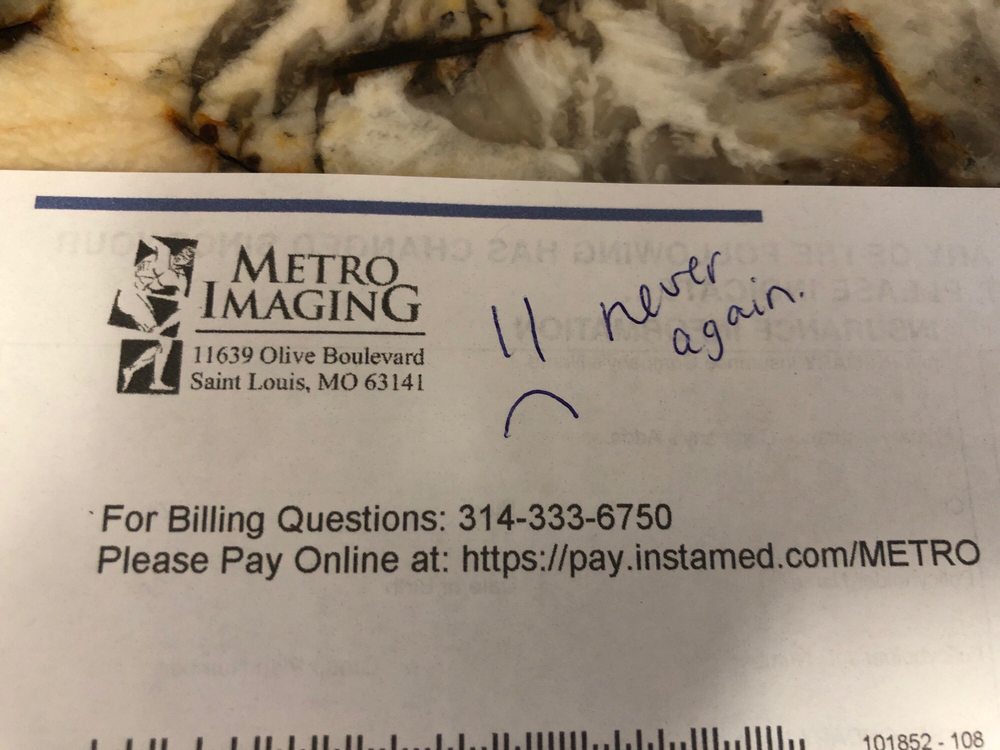 METRO
IMAGING
11639 Olive Boulevard
Saint Louis, MO 63141
never
again.
For Billing Questions: 314-333-6750
Please Pay Online at: https://pay.instamed.com/METRO
101852 - 108